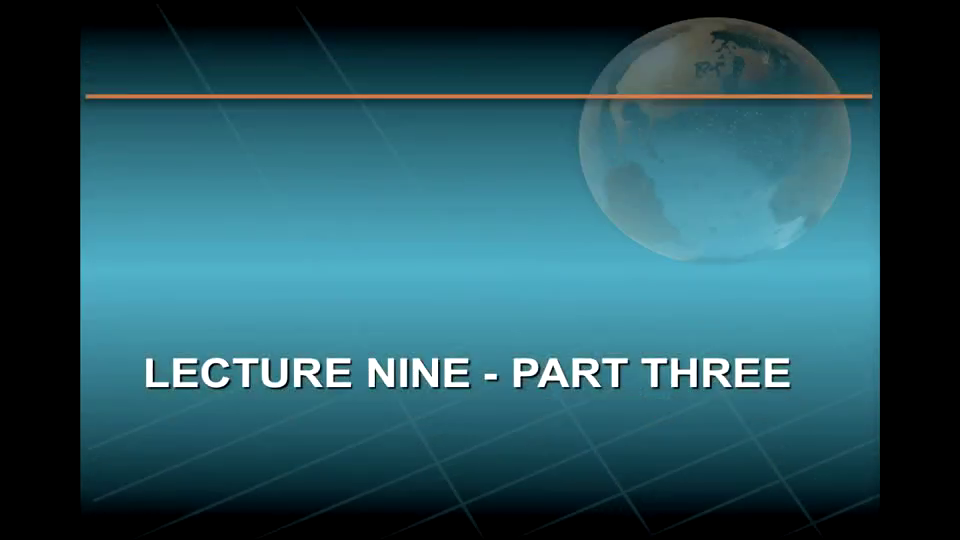 LECTURE NINE - PART THREE